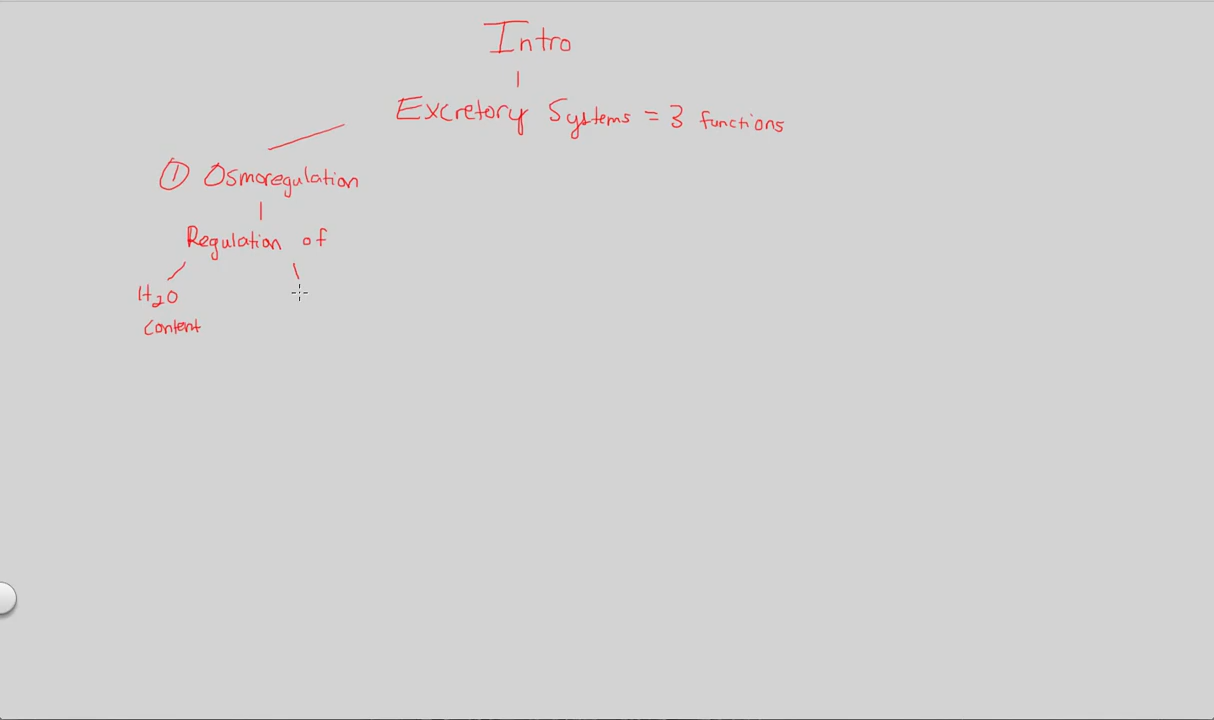 Intro
Excretory Systems = 3 functions
① Osmoregulation
Regulation of
H₂O
Content